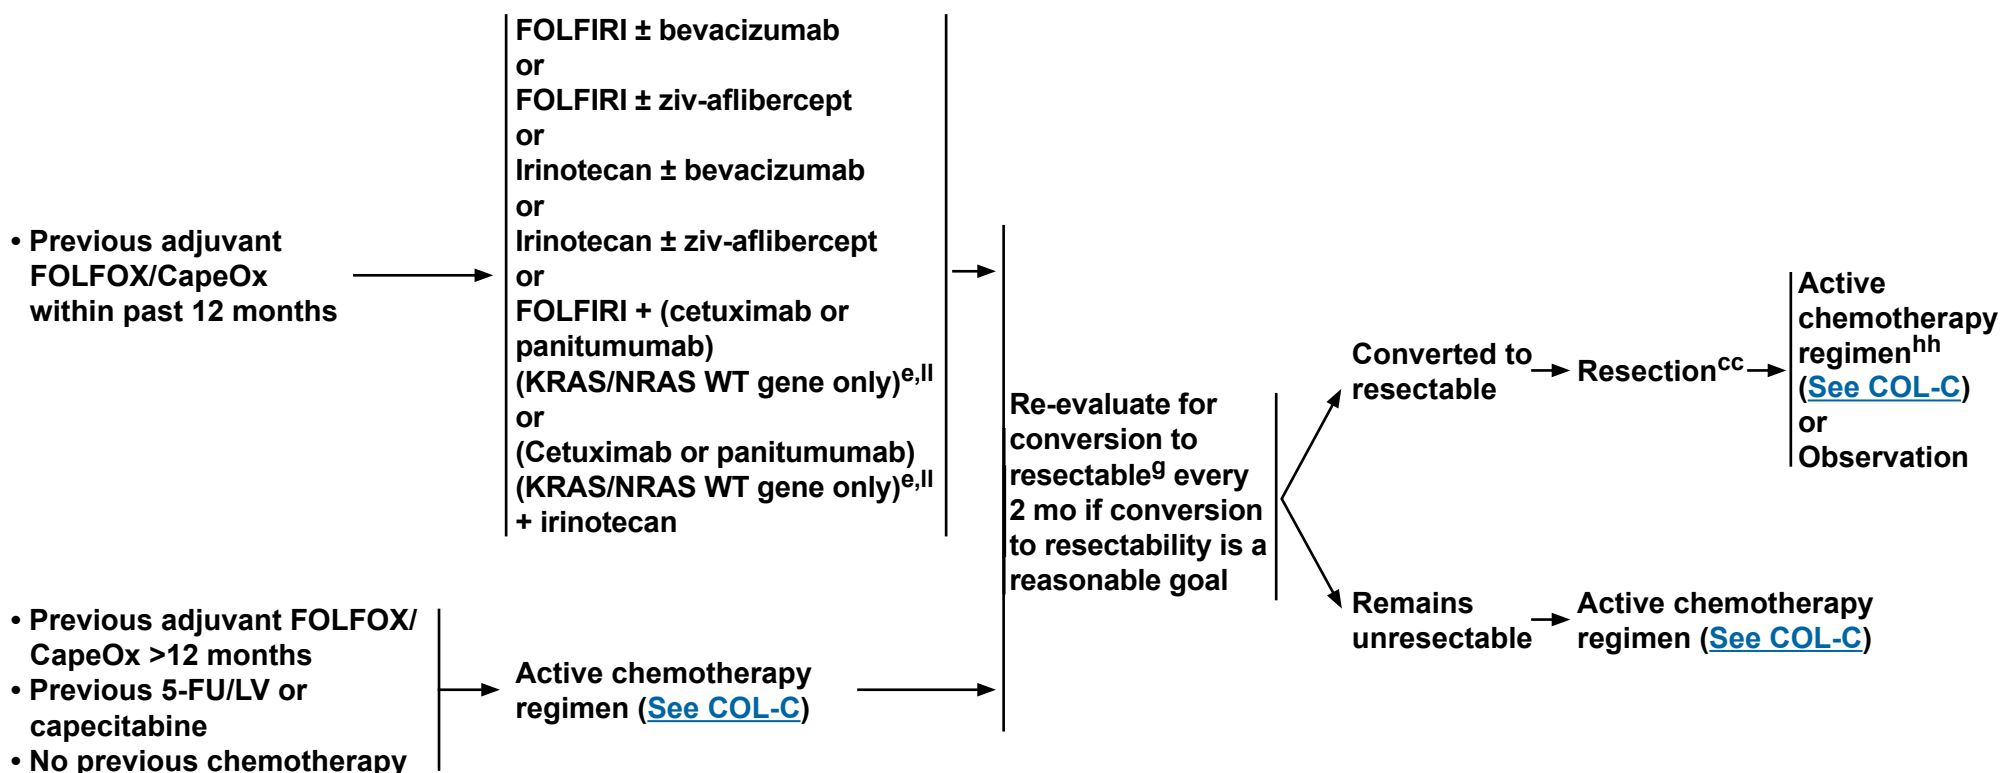 • Previous adjuvant
FOLFOX/CapeOx
within past 12 months
FOLFIRI ± bevacizumab
or
FOLFIRI ± ziv-aflibercept
or
Irinotecan ± bevacizumab
or
Irinotecan ± ziv-aflibercept
or
FOLFIRI + (cetuximab or
panitumumab)
(KRAS/NRAS WT gene only)e,ll
or
(Cetuximab or panitumumab)
(KRAS/NRAS WT gene only)e,ll
+ irinotecan
• Previous adjuvant FOLFOX/
CapeOx >12 months
• Previous 5-FU/LV or
capecitabine
• No previous chemotherapy
Active chemotherapy
regimen (See COL-C)
Re-evaluate for
conversion to
resectableg every
2 mo if conversion
to resectability is a
reasonable goal
Converted to
resectable
Resectioncc
Active
chemotherapy
regimenhh
(See COL-C)
or
Observation
Remains
unresectable
Active chemotherapy
regimen (See COL-C)